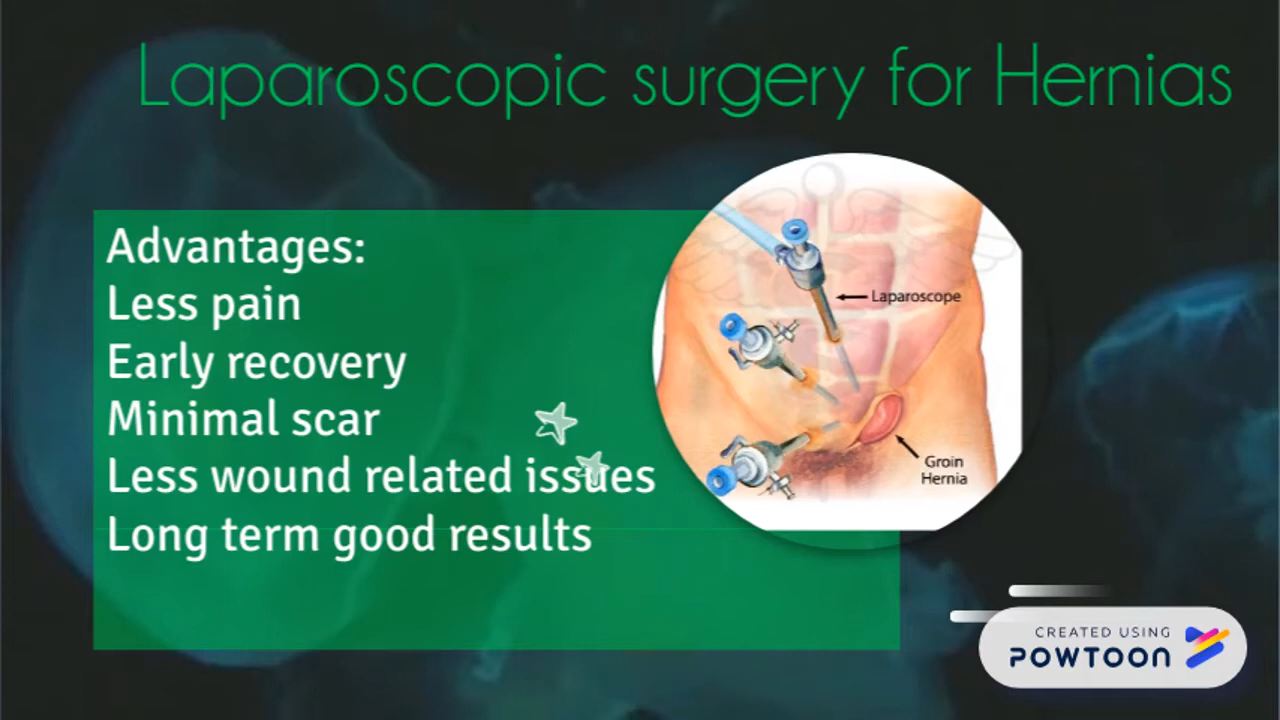 Laparoscopic surgery for Hernias
Advantages:
Less pain
Early recovery
Minimal scar
Less wound related issues
Long term good results
Laparoscope
Groin
Hernia
CREATED USING
POWTOON